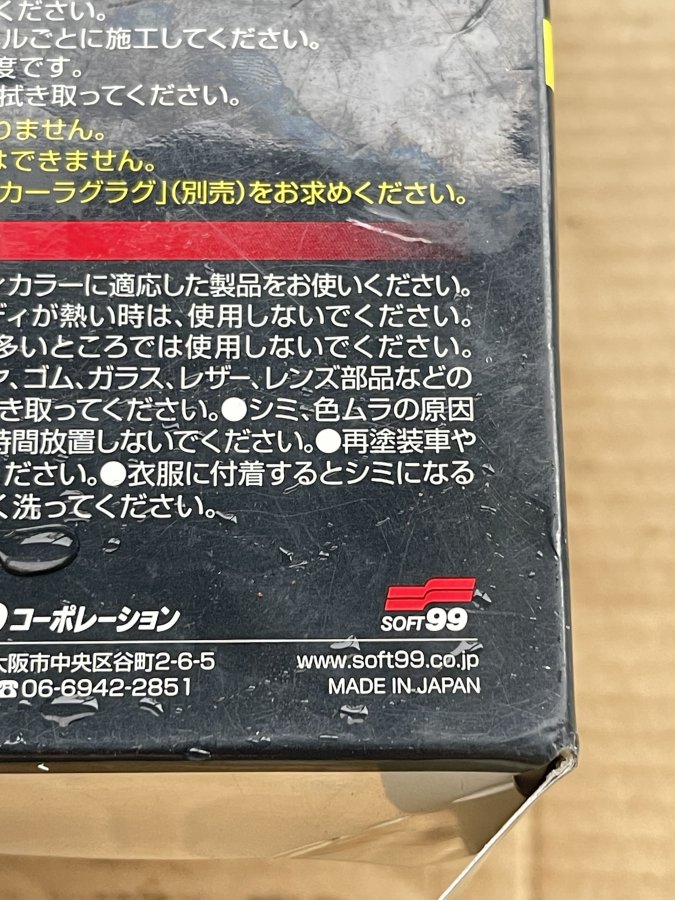 ください。
ルごとに施工してください。
度です。
拭き取ってください。
りません。
はできません。
カーラグラグ」(別売)をお求めください。
カラーに適応した製品をお使いください。
ディが熱い時は、使用しないでください。
多いところでは使用しないでください。
ヤ、ゴム、ガラス、レザー、レンズ部品などの
き取ってください。●シミ、色ムラの原因
時間放置しないでください。●再塗装車や
ください。●衣服に付着するとシミになる
く洗ってください。
コーポレーション
SOFT99
大阪市中央区谷町2-6-5
www.soft99.co.jp
☎06-6942-2851
MADE IN JAPAN